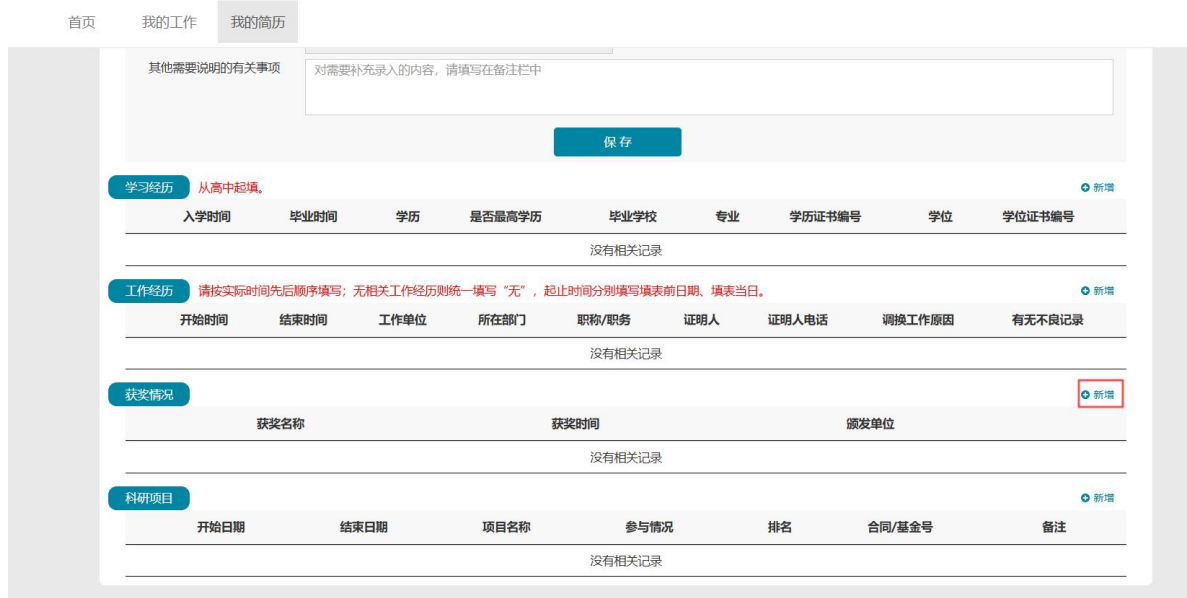 首页 我的工作 我的简历
其他需要说明的有关事项 对需要补充录入的内容，请填写在备注栏中
保存
学习经历 从高中起填。 新增
入学时间 毕业时间 学历 是否最高学历 毕业学校 专业 学历证书编号 学位 学位证书编号
没有相关记录
工作经历 请按实际时间先后顺序填写；无相关工作经历则统一填写“无”，起止时间分别填写填表前日期、填表当日。 新增
开始时间 结束时间 工作单位 所在部门 职称/职务 证明人 证明人电话 调换工作原因 有无不良记录
没有相关记录
获奖情况 新增
获奖名称 获奖时间 颁发单位
没有相关记录
科研项目 新增
开始日期 结束日期 项目名称 参与情况 排名 合同/基金号 备注
没有相关记录